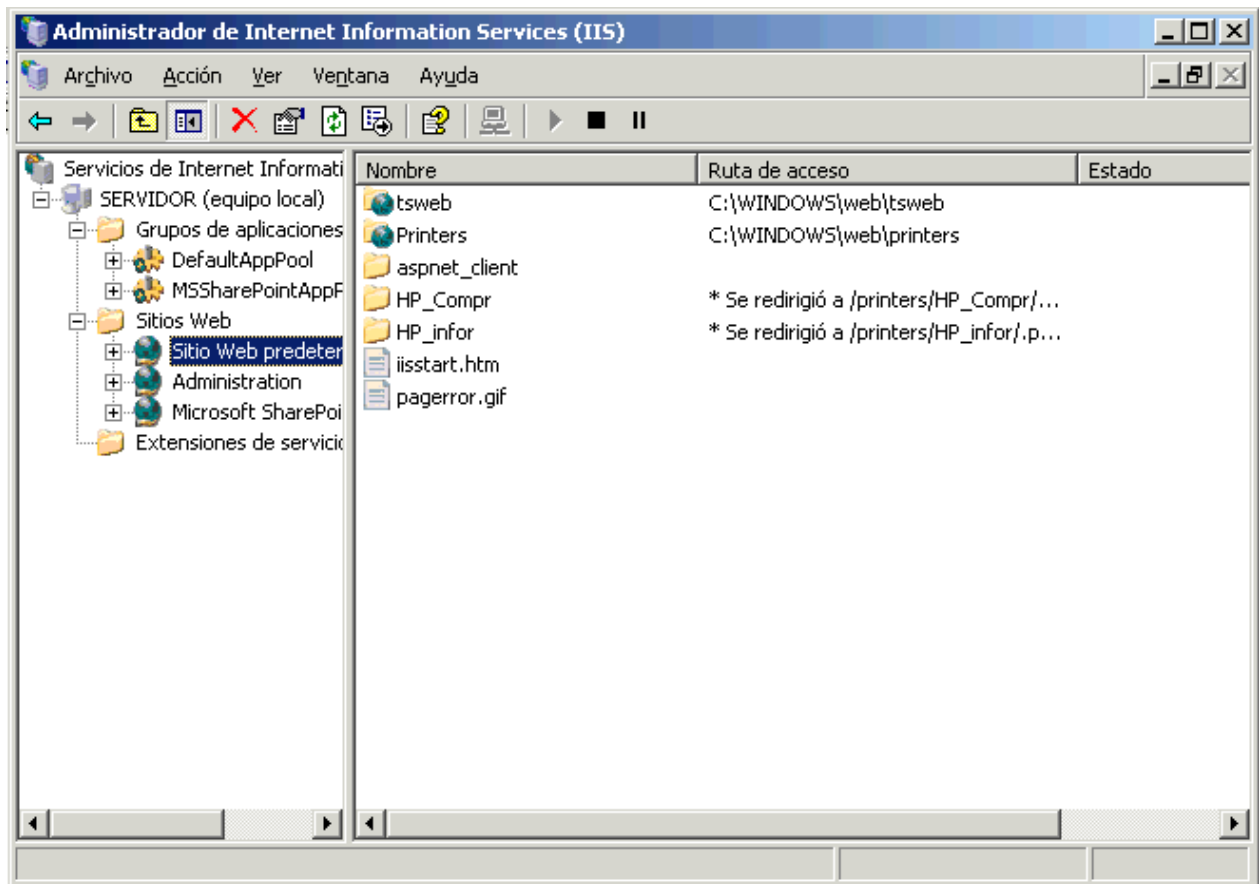 Administrador de Internet Information Services (IIS)
Archivo Acción Ver Ventana Ayuda
Servicios de Internet Informati
SERVIDOR (equipo local)
Grupos de aplicaciones
DefaultAppPool
MSSharePointAppP
Sitios Web
Sitio Web predeter
Administration
Microsoft SharePoi
Extensiones de servicio
Nombre Ruta de acceso Estado
tsweb C:\WINDOWS\web\tsweb
Printers C:\WINDOWS\web\printers
aspnet_client
HP_Compr * Se redirigió a /printers/HP_Compr/...
HP_infor * Se redirigió a /printers/HP_infor/.p...
iisstart.htm
pagerror.gif